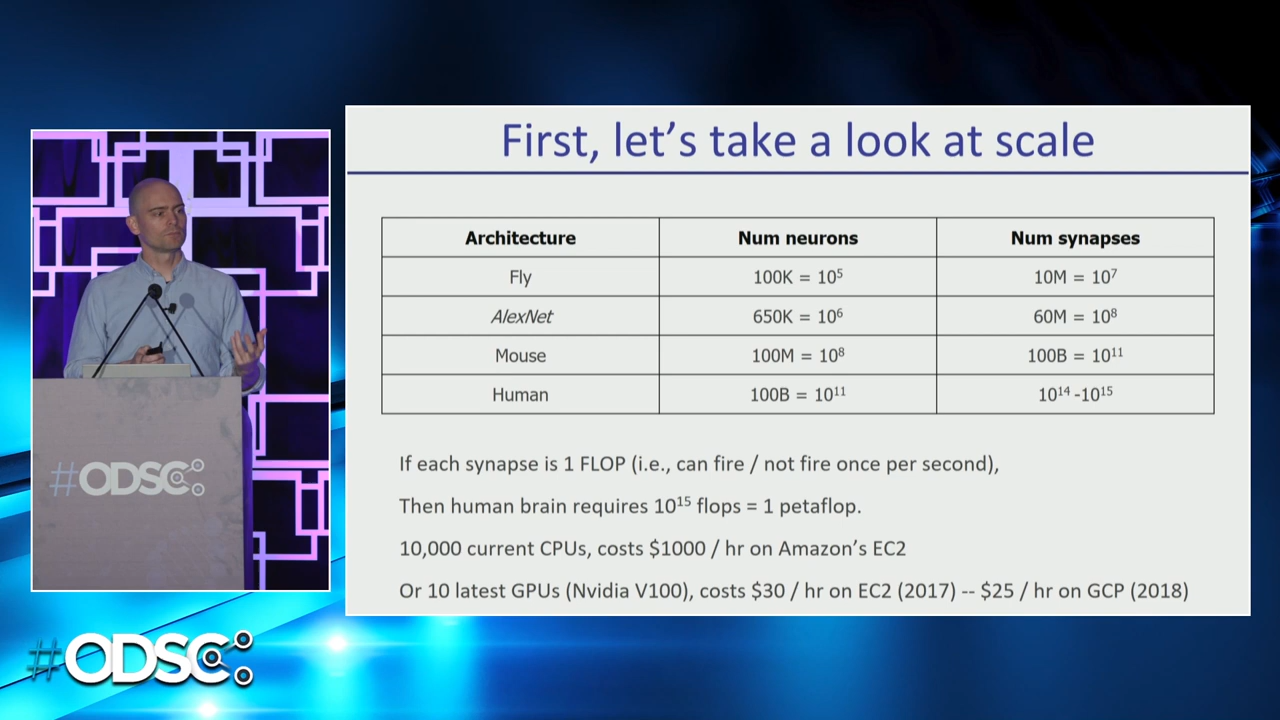 First, let's take a look at scale
Architecture Num neurons Num synapses
Fly 100K = 10⁵ 10M = 10⁷
AlexNet 650K = 10⁶ 60M = 10⁸
Mouse 100M = 10⁸ 100B = 10¹¹
Human 100B = 10¹¹ 10¹⁴ -10¹⁵
If each synapse is 1 FLOP (i.e., can fire / not fire once per second),
Then human brain requires 10¹⁵ flops = 1 petaflop.
10,000 current CPUs, costs $1000 / hr on Amazon's EC2
Or 10 latest GPUs (Nvidia V100), costs $30 / hr on EC2 (2017) -- $25 / hr on GCP (2018)
#ODSC
#ODSC